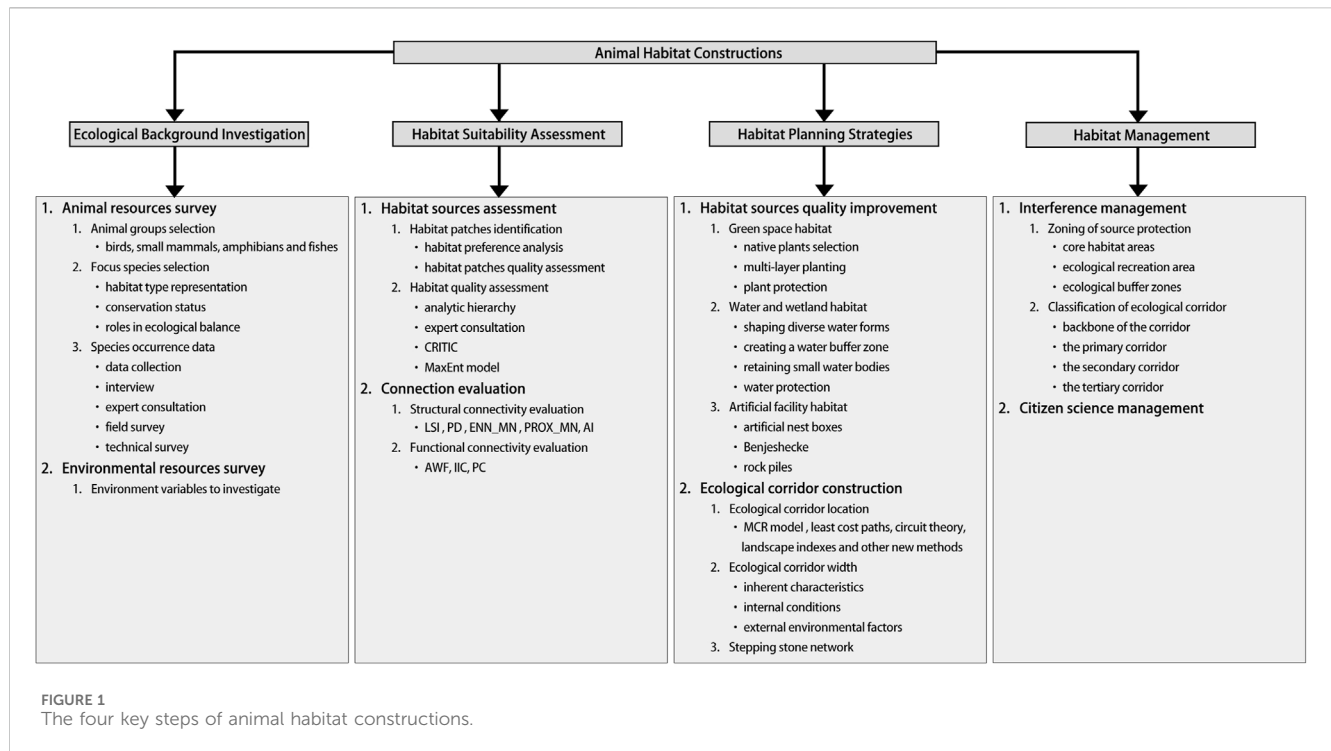 Animal Habitat Constructions
Ecological Background Investigation
1. Animal resources survey
1. Animal groups selection
• birds, small mammals, amphibians and fishes
2. Focus species selection
• habitat type representation
• conservation status
• roles in ecological balance
3. Species occurrence data
• data collection
• interview
• expert consultation
• field survey
• technical survey
2. Environmental resources survey
1. Environment variables to investigate
Habitat Suitability Assessment
1. Habitat sources assessment
1. Habitat patches identification
• habitat preference analysis
• habitat patches quality assessment
2. Habitat quality assessment
• analytic hierarchy
• expert consultation
• CRITIC
• MaxEnt model
2. Connection evaluation
1. Structural connectivity evaluation
• LSI , PD , ENN_MN , PROX_MN, AI
2. Functional connectivity evaluation
• AWF, IIC, PC
Habitat Planning Strategies
1. Habitat sources quality improvement
1. Green space habitat
• native plants selection
• multi-layer planting
• plant protection
2. Water and wetland habitat
• shaping diverse water forms
• creating a water buffer zone
• retaining small water bodies
• water protection
3. Artificial facility habitat
• artificial nest boxes
• Benjeshecke
• rock piles
2. Ecological corridor construction
1. Ecological corridor location
• MCR model , least cost paths, circuit theory,
landscape indexes and other new methods
2. Ecological corridor width
• inherent characteristics
• internal conditions
• external environmental factors
3. Stepping stone network
Habitat Management
1. Interference management
1. Zoning of source protection
• core habitat areas
• ecological recreation area
• ecological buffer zones
2. Classification of ecological corridor
• backbone of the corridor
• the primary corridor
• the secondary corridor
• the tertiary corridor
2. Citizen science management
FIGURE 1
The four key steps of animal habitat constructions.